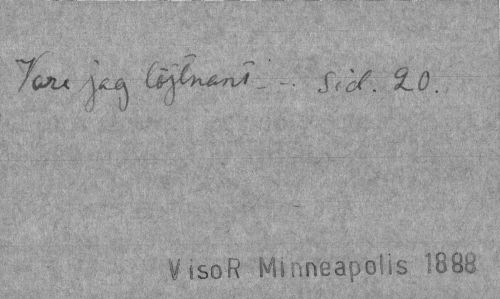 Vore jag löjtnant - - Sid. 20.
VisoR Minneapolis 1888